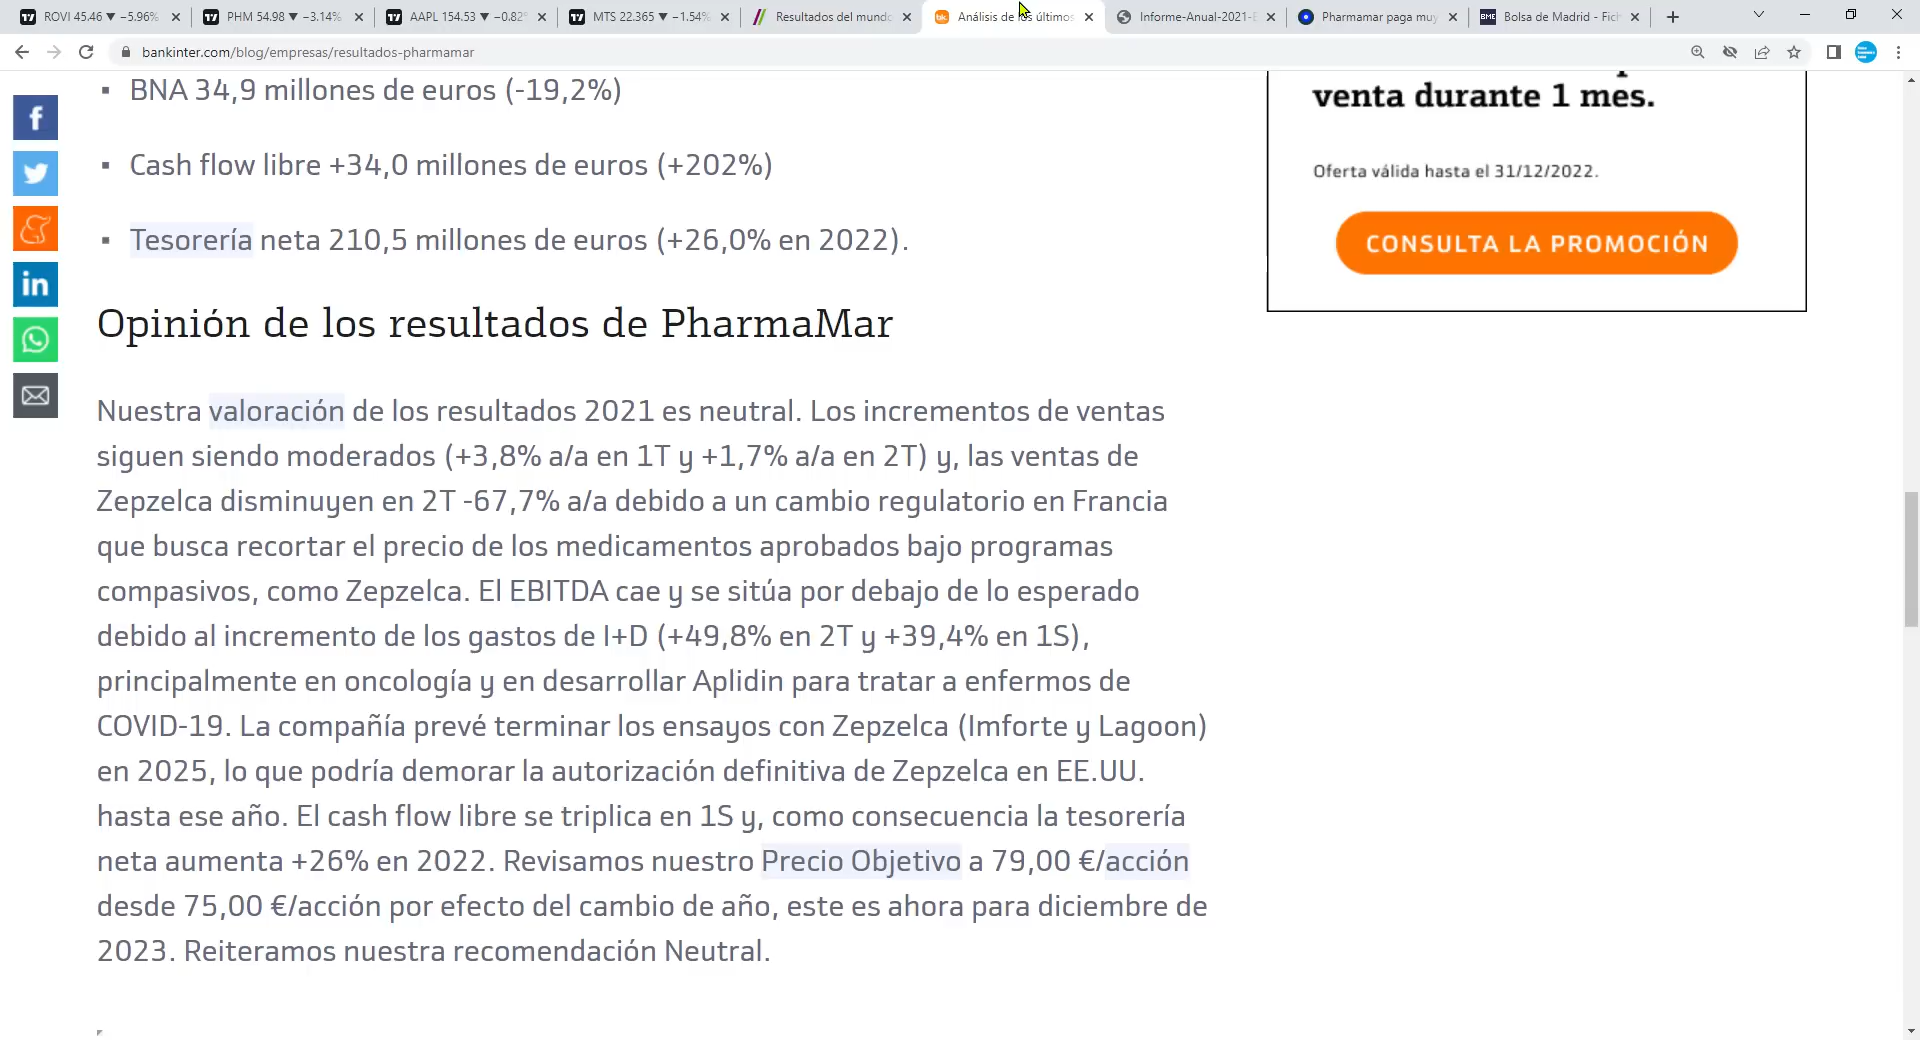 ROVI 45.46 ▼ −5.96%
PHM 54.98 ▼ −3.14%
AAPL 154.53 ▼ −0.82%
MTS 22.365 ▼ −1.54%
Resultados del mundo
Análisis de los últimos
Informe-Anual-2021-E
Pharmamar paga muy
BME
Bolsa de Madrid - Fich
bankinter.com/blog/empresas/resultados-pharmamar
BNA 34,9 millones de euros (-19,2%)
Cash flow libre +34,0 millones de euros (+202%)
Tesorería neta 210,5 millones de euros (+26,0% en 2022).
Opinión de los resultados de PharmaMar
Nuestra valoración de los resultados 2021 es neutral. Los incrementos de ventas
siguen siendo moderados (+3,8% a/a en 1T y +1,7% a/a en 2T) y, las ventas de
Zepzelca disminuyen en 2T -67,7% a/a debido a un cambio regulatorio en Francia
que busca recortar el precio de los medicamentos aprobados bajo programas
compasivos, como Zepzelca. El EBITDA cae y se sitúa por debajo de lo esperado
debido al incremento de los gastos de I+D (+49,8% en 2T y +39,4% en 1S),
principalmente en oncología y en desarrollar Aplidin para tratar a enfermos de
COVID-19. La compañía prevé terminar los ensayos con Zepzelca (Imforte y Lagoon)
en 2025, lo que podría demorar la autorización definitiva de Zepzelca en EE.UU.
hasta ese año. El cash flow libre se triplica en 1S y, como consecuencia la tesorería
neta aumenta +26% en 2022. Revisamos nuestro Precio Objetivo a 79,00 €/acción
desde 75,00 €/acción por efecto del cambio de año, este es ahora para diciembre de
2023. Reiteramos nuestra recomendación Neutral.
venta durante 1 mes.
Oferta válida hasta el 31/12/2022.
CONSULTA LA PROMOCIÓN